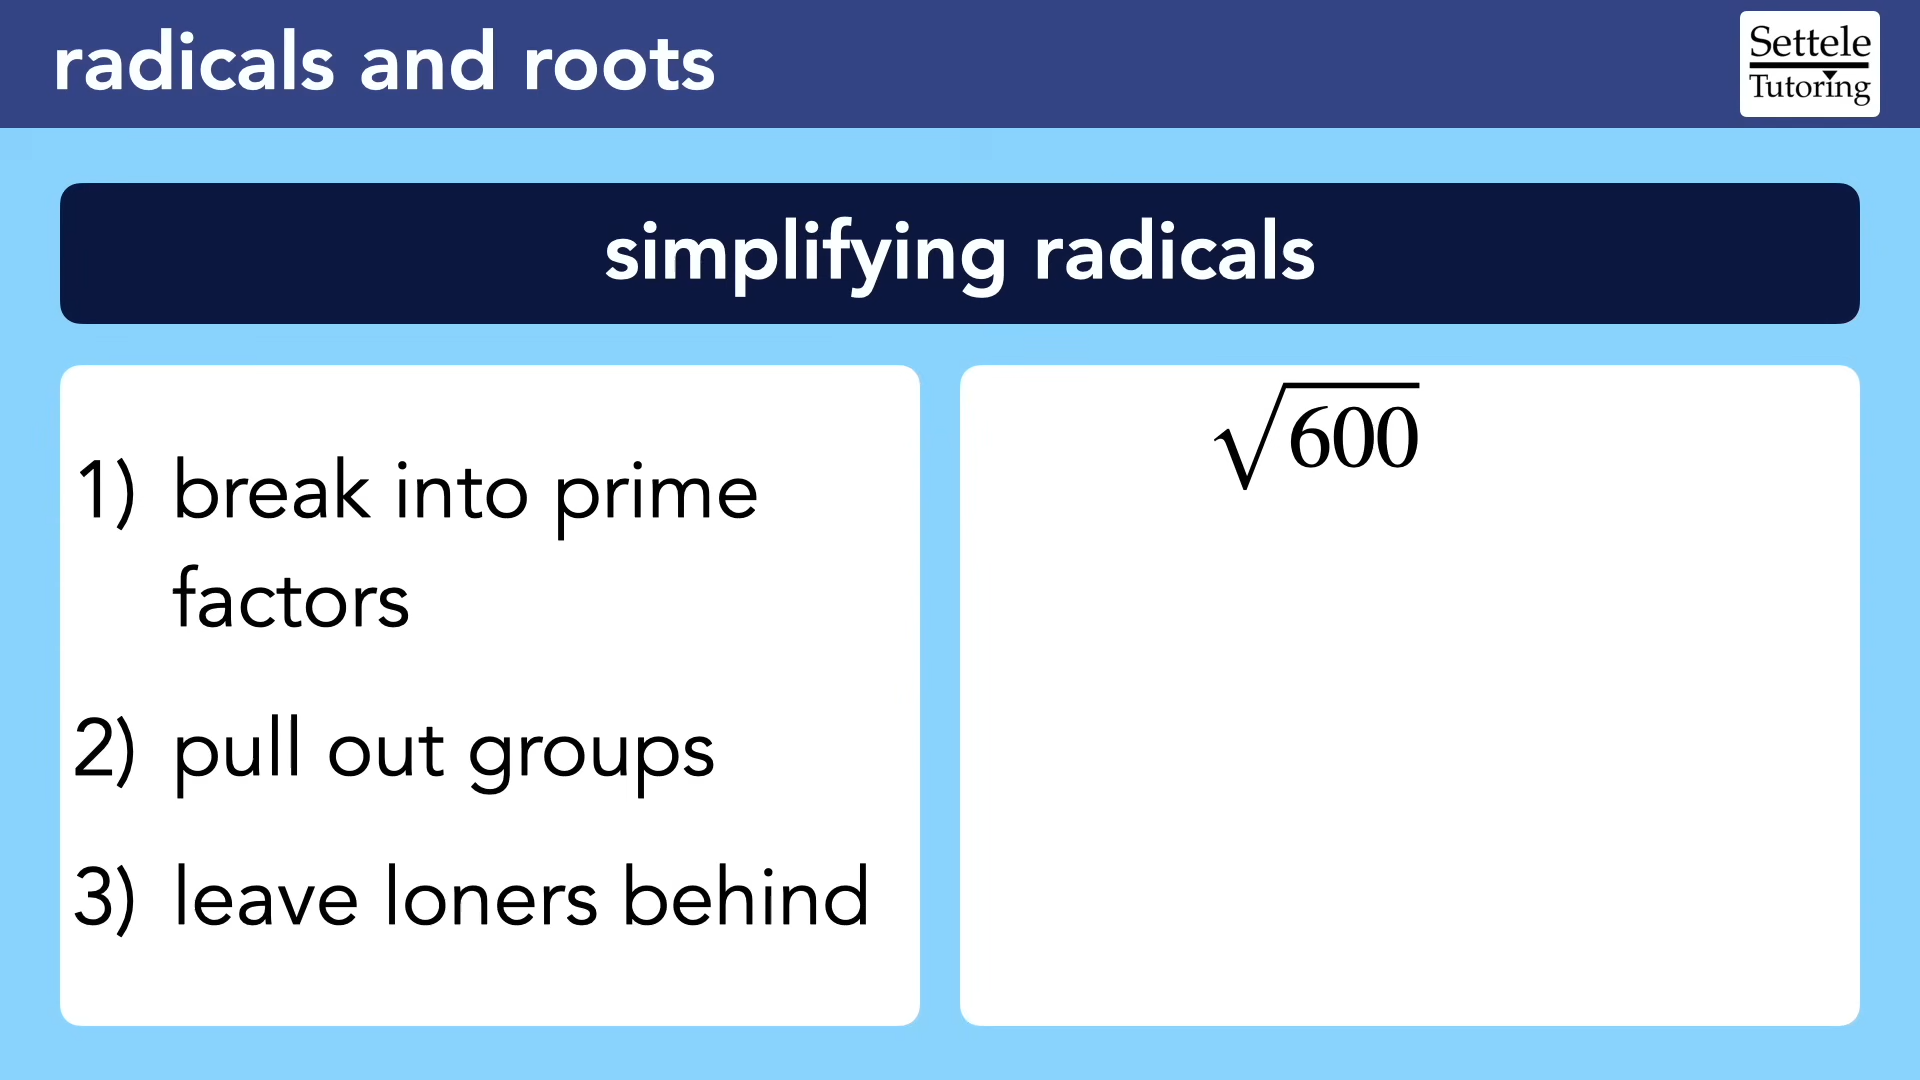 radicals and roots
Settele
Tutoring
simplifying radicals
1) break into prime
factors
2) pull out groups
3) leave loners behind
√600